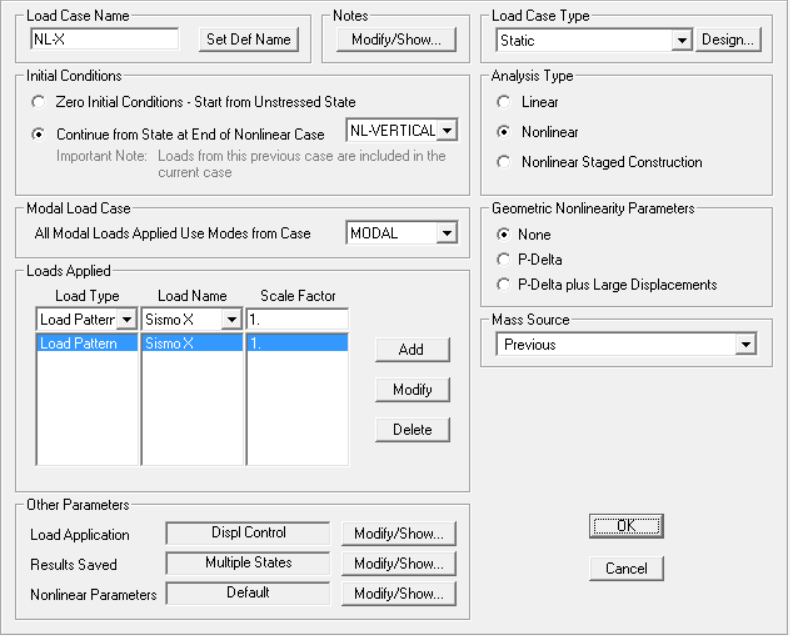 Load Case Name
NL-X
Set Def Name
Notes
Modify/Show...
Load Case Type
Static
Design...
Initial Conditions
Zero Initial Conditions - Start from Unstressed State
Continue from State at End of Nonlinear Case
NL-VERTICAL
Important Note: Loads from this previous case are included in the
current case
Analysis Type
Linear
Nonlinear
Nonlinear Staged Construction
Modal Load Case
All Modal Loads Applied Use Modes from Case
MODAL
Geometric Nonlinearity Parameters
None
P-Delta
P-Delta plus Large Displacements
Loads Applied
Load Type Load Name Scale Factor
Load Pattern Sismo X 1.
Load Pattern Sismo X 1.
Add
Modify
Delete
Mass Source
Previous
Other Parameters
Load Application Displ Control Modify/Show...
Results Saved Multiple States Modify/Show...
Nonlinear Parameters Default Modify/Show...
OK
Cancel